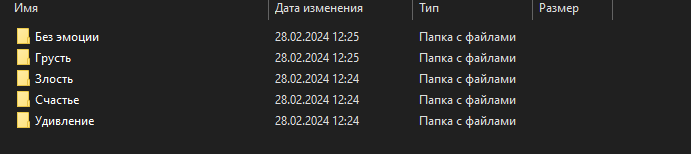 Имя Дата изменения Тип Размер
Без эмоции 28.02.2024 12:25 Папка с файлами
Грусть 28.02.2024 12:25 Папка с файлами
Злость 28.02.2024 12:24 Папка с файлами
Счастье 28.02.2024 12:24 Папка с файлами
Удивление 28.02.2024 12:24 Папка с файлами